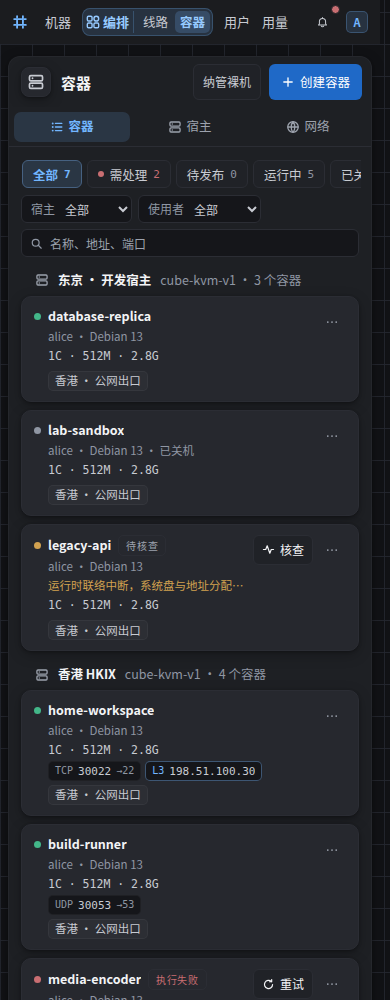 机器 编排 线路 容器 用户 用量 A
容器 纳管裸机 创建容器
容器 宿主 网络
全部 7 需处理 2 待发布 0 运行中 5 已关
宿主 全部 使用者 全部
名称、地址、端口
东京 · 开发宿主 cube-kvm-v1 · 3 个容器
database-replica ...
alice · Debian 13
1C · 512M · 2.8G
香港 · 公网出口
lab-sandbox ...
alice · Debian 13 · 已关机
1C · 512M · 2.8G
香港 · 公网出口
legacy-api 待核查 核查 ...
alice · Debian 13
运行时联络中断，系统盘与地址分配…
1C · 512M · 2.8G
香港 · 公网出口
香港 HKIX cube-kvm-v1 · 4 个容器
home-workspace ...
alice · Debian 13
1C · 512M · 2.8G
TCP 30022 →22 L3 198.51.100.30
香港 · 公网出口
build-runner ...
alice · Debian 13
1C · 512M · 2.8G
UDP 30053 →53
香港 · 公网出口
media-encoder 执行失败 重试 ...
alice · Debian 13